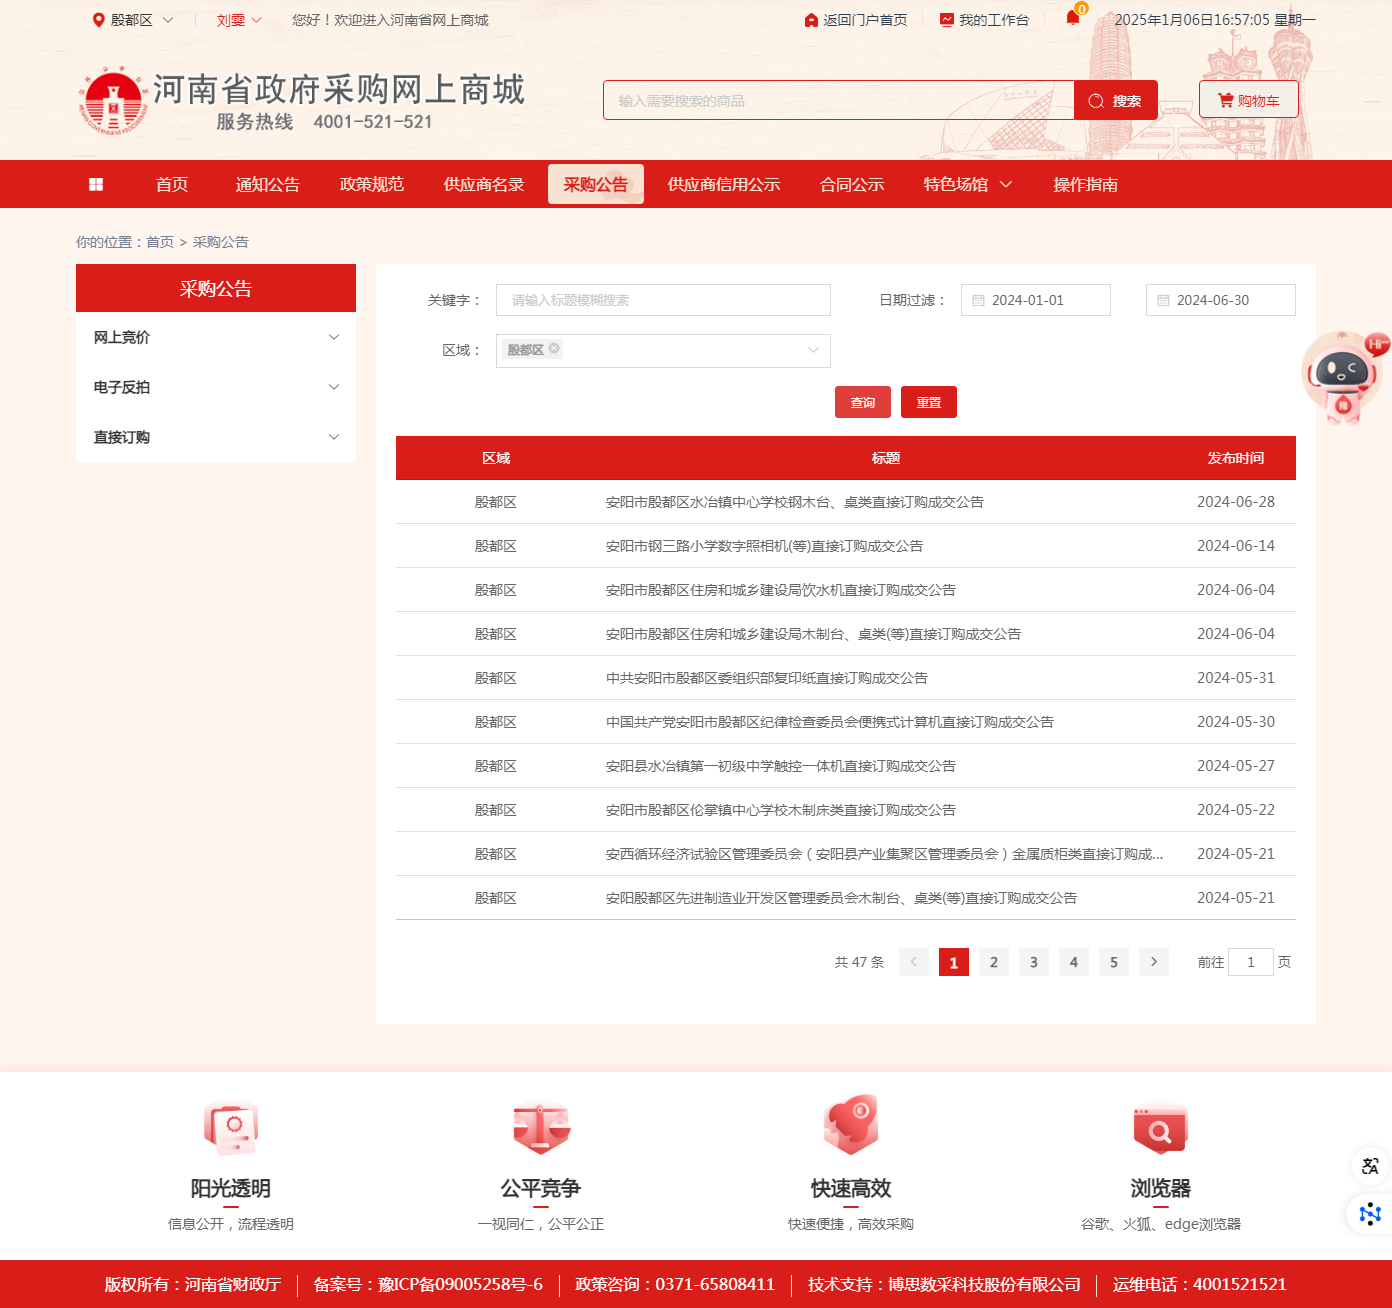 殷都区
刘雯
您好！欢迎进入河南省网上商城
返回门户首页
我的工作台
0
2025年1月06日16:57:05 星期一
河南省政府采购网上商城
服务热线 4001-521-521
输入需要搜索的商品
搜索
购物车
首页
通知公告
政策规范
供应商名录
采购公告
供应商信用公示
合同公示
特色场馆
操作指南
你的位置：首页 > 采购公告
采购公告
网上竞价
电子反拍
直接订购
关键字：
请输入标题模糊搜索
日期过滤：
2024-01-01
2024-06-30
区域：
殷都区
Hi~
查询
重置
区域 标题 发布时间
殷都区 安阳市殷都区水冶镇中心学校钢木台、桌类直接订购成交公告 2024-06-28
殷都区 安阳市钢三路小学数字照相机(等)直接订购成交公告 2024-06-14
殷都区 安阳市殷都区住房和城乡建设局饮水机直接订购成交公告 2024-06-04
殷都区 安阳市殷都区住房和城乡建设局木制台、桌类(等)直接订购成交公告 2024-06-04
殷都区 中共安阳市殷都区委组织部复印纸直接订购成交公告 2024-05-31
殷都区 中国共产党安阳市殷都区纪律检查委员会便携式计算机直接订购成交公告 2024-05-30
殷都区 安阳县水冶镇第一初级中学触控一体机直接订购成交公告 2024-05-27
殷都区 安阳市殷都区伦掌镇中心学校木制床类直接订购成交公告 2024-05-22
殷都区 安西循环经济试验区管理委员会（安阳县产业集聚区管理委员会）金属质柜类直接订购成... 2024-05-21
殷都区 安阳殷都区先进制造业开发区管理委员会木制台、桌类(等)直接订购成交公告 2024-05-21
共 47 条 1 2 3 4 5 前往 1 页
阳光透明
信息公开，流程透明
公平竞争
一视同仁，公平公正
快速高效
快速便捷，高效采购
浏览器
谷歌、火狐、edge浏览器
版权所有：河南省财政厅
备案号：豫ICP备09005258号-6
政策咨询：0371-65808411
技术支持：博思数采科技股份有限公司
运维电话：4001521521